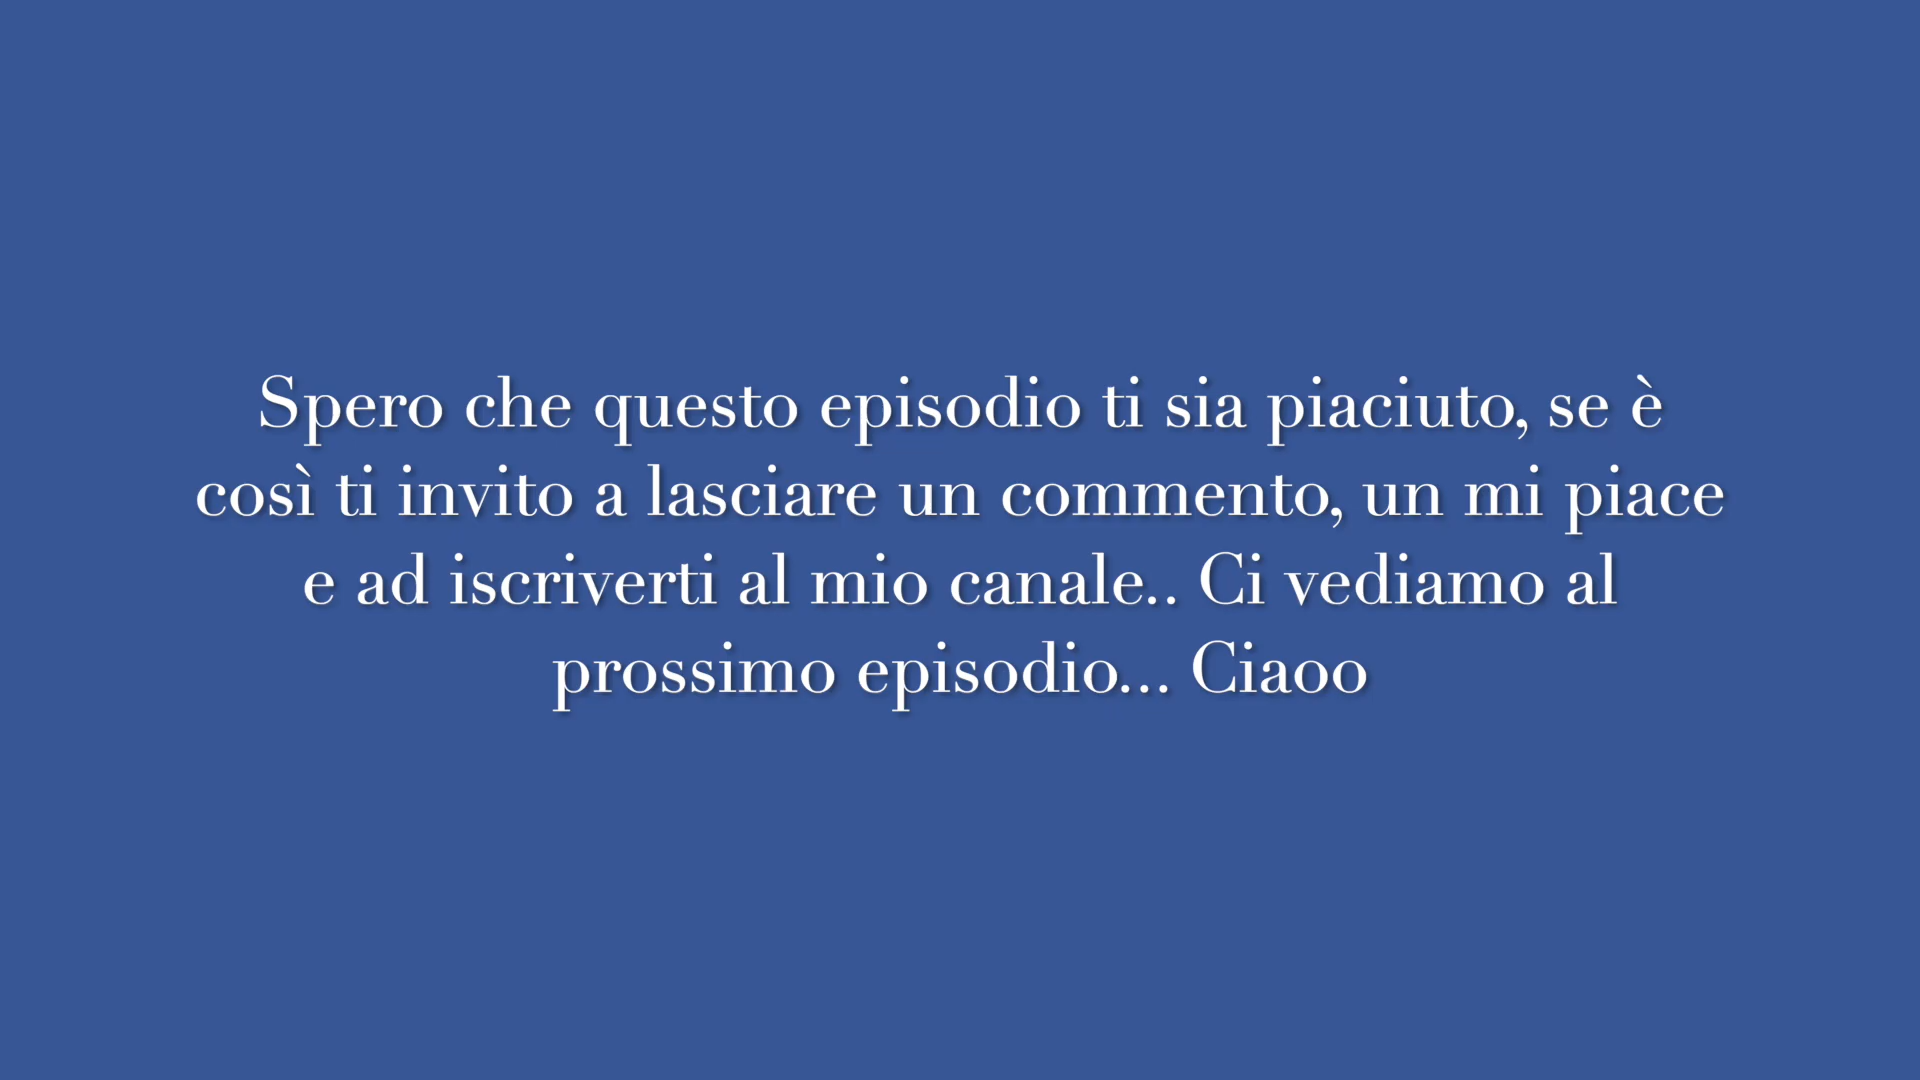 Spero che questo episodio ti sia piaciuto, se è
così ti invito a lasciare un commento, un mi piace
e ad iscriverti al mio canale.. Ci vediamo al
prossimo episodio... Ciaoo